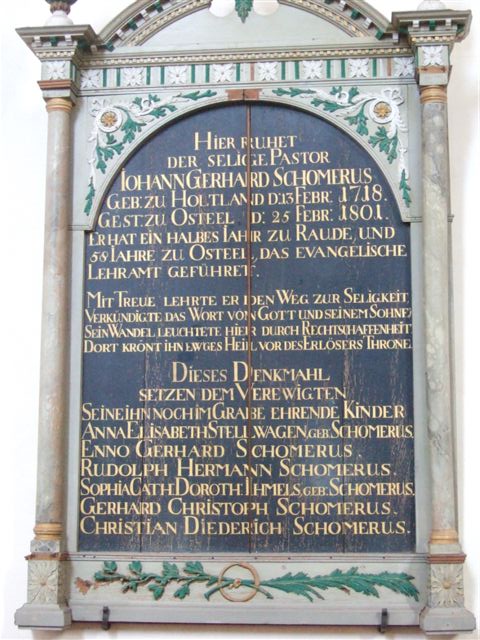 HIER RUHET
DER SELIGE PASTOR
JOHANN GERHARD SCHOMERUS
GEB: ZU HOLTLAND D: 13 FEBR: 1718.
GEST: ZU OSTEEL D: 25 FEBR: 1801.
ER HAT EIN HALBES JAHR ZU RAUDE, UND
58 JAHRE ZU OSTEEL, DAS EVANGELISCHE
LEHRAMT GEFÜHRET.
MIT TREUE LEHRTE ER DEN WEG ZUR SELIGKEIT,
VERKÜNDIGTE DAS WORT VON GOTT UND SEINEM SOHNE;
SEIN WANDEL LEUCHTETE HIER DURCH RECHTSCHAFFENHEIT
DORT KRÖNT IHN EWGES HEIL VOR DES ERLÖSERS THRONE.
DIESES DENKMAHL
SETZEN DEM VEREWIGTEN
SEINE IHN NOCH IM GRABE EHRENDE KINDER
ANNA ELISABETH STELLWAGEN, GEB: SCHOMERUS.
ENNO GERHARD SCHOMERUS.
RUDOLPH HERMANN SCHOMERUS.
SOPHIA CATH: DOROTH: IHMELS, GEB: SCHOMERUS.
GERHARD CHRISTOPH SCHOMERUS.
CHRISTIAN DIEDERICH SCHOMERUS.